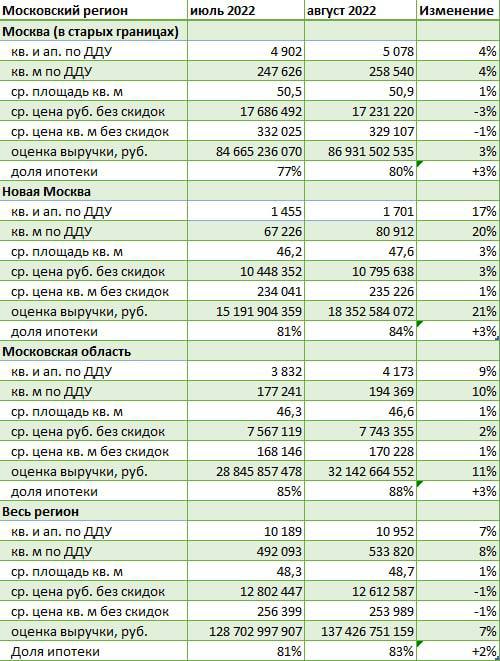 Московский регион июль 2022 август 2022 Изменение
Москва (в старых границах)
кв. и ап. по ДДУ 4 902 5 078 4%
кв. м по ДДУ 247 626 258 540 4%
ср. площадь кв. м 50,5 50,9 1%
ср. цена руб. без скидок 17 686 492 17 231 220 -3%
ср. цена кв. м без скидок 332 025 329 107 -1%
оценка выручки, руб. 84 665 236 070 86 931 502 535 3%
доля ипотеки 77% 80% +3%
Новая Москва
кв. и ап. по ДДУ 1 455 1 701 17%
кв. м по ДДУ 67 226 80 912 20%
ср. площадь кв. м 46,2 47,6 3%
ср. цена руб. без скидок 10 448 352 10 795 638 3%
ср. цена кв. м без скидок 234 041 235 226 1%
оценка выручки, руб. 15 191 904 359 18 352 584 072 21%
доля ипотеки 81% 84% +3%
Московская область
кв. и ап. по ДДУ 3 832 4 173 9%
кв. м по ДДУ 177 241 194 369 10%
ср. площадь кв. м 46,3 46,6 1%
ср. цена руб. без скидок 7 567 119 7 743 355 2%
ср. цена кв. м без скидок 168 146 170 228 1%
оценка выручки, руб. 28 845 857 478 32 142 664 552 11%
доля ипотеки 85% 88% +3%
Весь регион
кв. и ап. по ДДУ 10 189 10 952 7%
кв. м по ДДУ 492 093 533 820 8%
ср. площадь кв. м 48,3 48,7 1%
ср. цена руб. без скидок 12 802 447 12 612 587 -1%
ср. цена кв. м без скидок 256 399 253 989 -1%
оценка выручки, руб. 128 702 997 907 137 426 751 159 7%
Доля ипотеки 81% 83% +2%